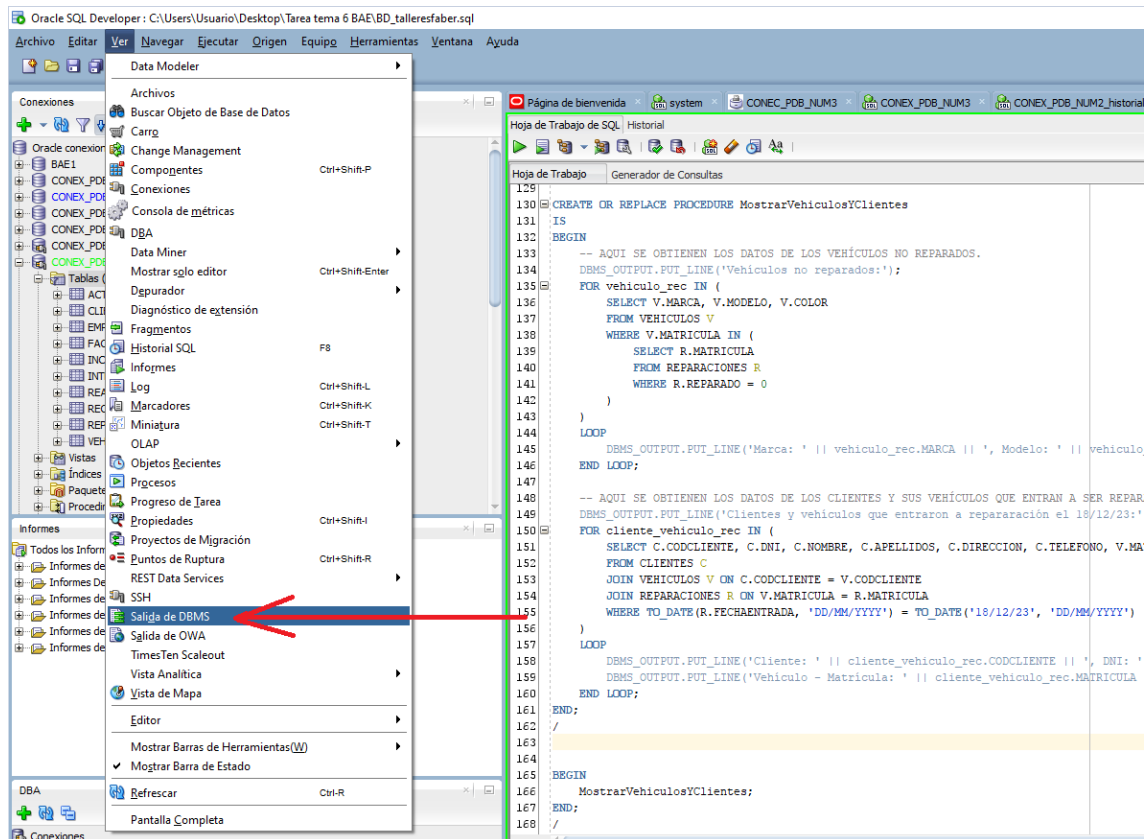 Oracle SQL Developer : C:\Users\Usuario\Desktop\Tarea tema 6 BAE\BD_talleresfaber.sql
Archivo Editar Ver Navegar Ejecutar Origen Equipo Herramientas Ventana Ayuda
Conexiones
Oracle conexion
BAE1
CONEX_PDB
CONEX_PDB
CONEX_PDB
CONEX_PDB
CONEX_PDB
CONEX_PDB
Tablas (
ACT
CLI
EMP
FAC
INC
INT
REA
REC
REP
VEH
Vistas
Índices
Paquete
Procedir
Informes
Todos los Inform
Informes de
Informes De
Informes de
Informes de
Informes de
Informes de
DBA
Conexiones
Data Modeler
Archivos
Buscar Objeto de Base de Datos
Carro
Change Management
Componentes Ctrl+Shift-P
Conexiones
Consola de métricas
DBA
Data Miner
Mostrar solo editor Ctrl+Shift-Enter
Depurador
Diagnóstico de extensión
Fragmentos
Historial SQL F8
Informes
Log Ctrl+Shift-L
Marcadores Ctrl+Shift-K
Miniatura Ctrl+Shift-T
OLAP
Objetos Recientes
Procesos
Progreso de Tarea
Propiedades Ctrl+Shift-I
Proyectos de Migración
Puntos de Ruptura Ctrl+Shift-R
REST Data Services
SSH
Salida de DBMS
Salida de OWA
TimesTen Scaleout
Vista Analítica
Vista de Mapa
Editor
Mostrar Barras de Herramientas(W)
Mostrar Barra de Estado
Refrescar Ctrl-R
Pantalla Completa
Página de bienvenida system CONEC_PDB_NUM3 CONEX_PDB_NUM3 CONEX_PDB_NUM2_historial
Hoja de Trabajo de SQL Historial
Hoja de Trabajo Generador de Consultas
129
130 CREATE OR REPLACE PROCEDURE MostrarVehiculosYClientes
131 IS
132 BEGIN
133 -- AQUI SE OBTIENEN LOS DATOS DE LOS VEHÍCULOS NO REPARADOS.
134 DBMS_OUTPUT.PUT_LINE('Vehículos no reparados:');
135 FOR vehiculo_rec IN (
136 SELECT V.MARCA, V.MODELO, V.COLOR
137 FROM VEHICULOS V
138 WHERE V.MATRICULA IN (
139 SELECT R.MATRICULA
140 FROM REPARACIONES R
141 WHERE R.REPARADO = 0
142 )
143 )
144 LOOP
145 DBMS_OUTPUT.PUT_LINE('Marca: ' || vehiculo_rec.MARCA || ', Modelo: ' || vehiculo_
146 END LOOP;
147
148 -- AQUI SE OBTIENEN LOS DATOS DE LOS CLIENTES Y SUS VEHÍCULOS QUE ENTRAN A SER REPAR
149 DBMS_OUTPUT.PUT_LINE('Clientes y vehículos que entraron a repararación el 18/12/23:'
150 FOR cliente_vehiculo_rec IN (
151 SELECT C.CODCLIENTE, C.DNI, C.NOMBRE, C.APELLIDOS, C.DIRECCION, C.TELEFONO, V.MA
152 FROM CLIENTES C
153 JOIN VEHICULOS V ON C.CODCLIENTE = V.CODCLIENTE
154 JOIN REPARACIONES R ON V.MATRICULA = R.MATRICULA
155 WHERE TO_DATE(R.FECHAENTRADA, 'DD/MM/YYYY') = TO_DATE('18/12/23', 'DD/MM/YYYY')
156 )
157 LOOP
158 DBMS_OUTPUT.PUT_LINE('Cliente: ' || cliente_vehiculo_rec.CODCLIENTE || ', DNI: '
159 DBMS_OUTPUT.PUT_LINE('Vehículo - Matrícula: ' || cliente_vehiculo_rec.MATRICULA
160 END LOOP;
161 END;
162 /
163
164
165 BEGIN
166 MostrarVehiculosYClientes;
167 END;
168 /